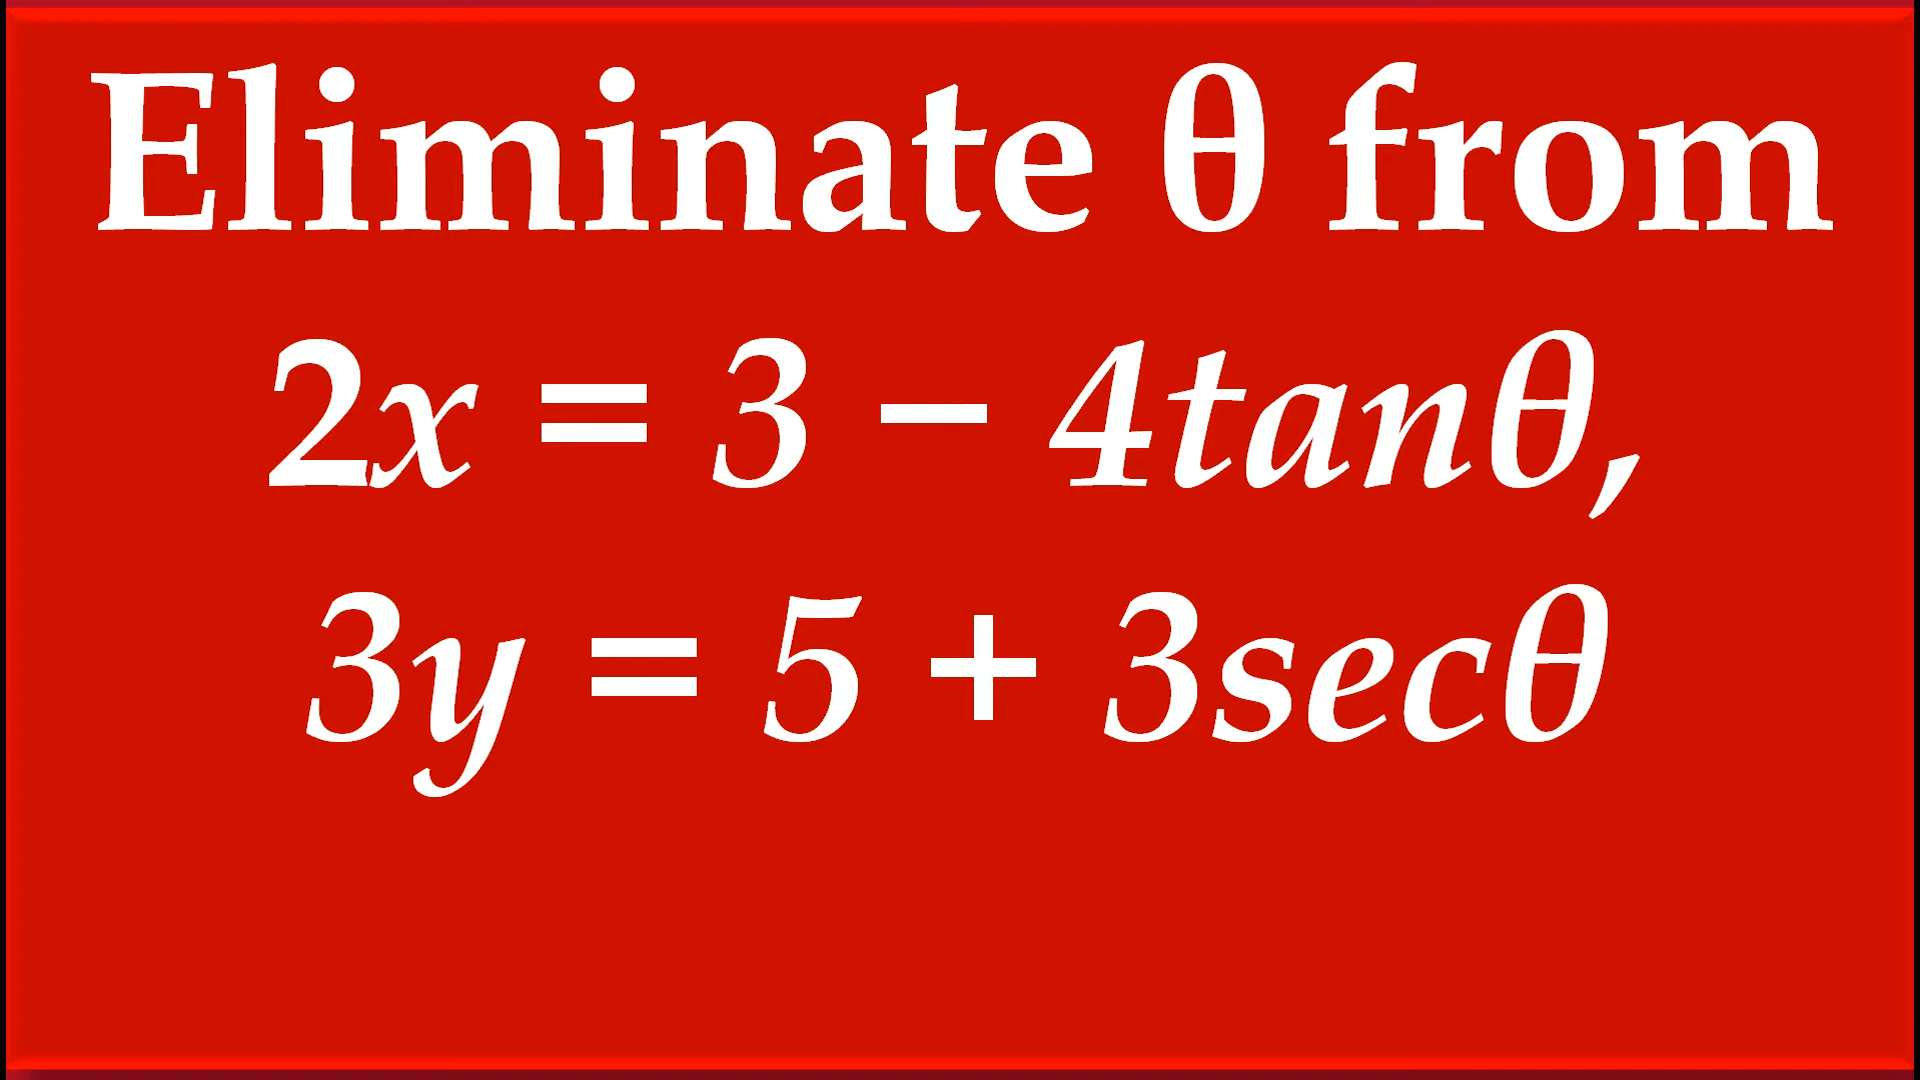 Eliminate θ from
2x = 3 − 4tanθ,
3y = 5 + 3secθ